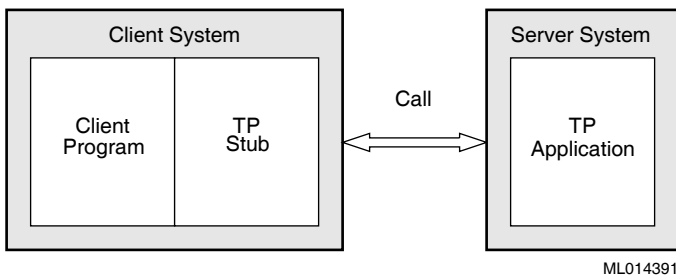 Client System
Client
Program
TP
Stub
Call
Server System
TP
Application
ML014391